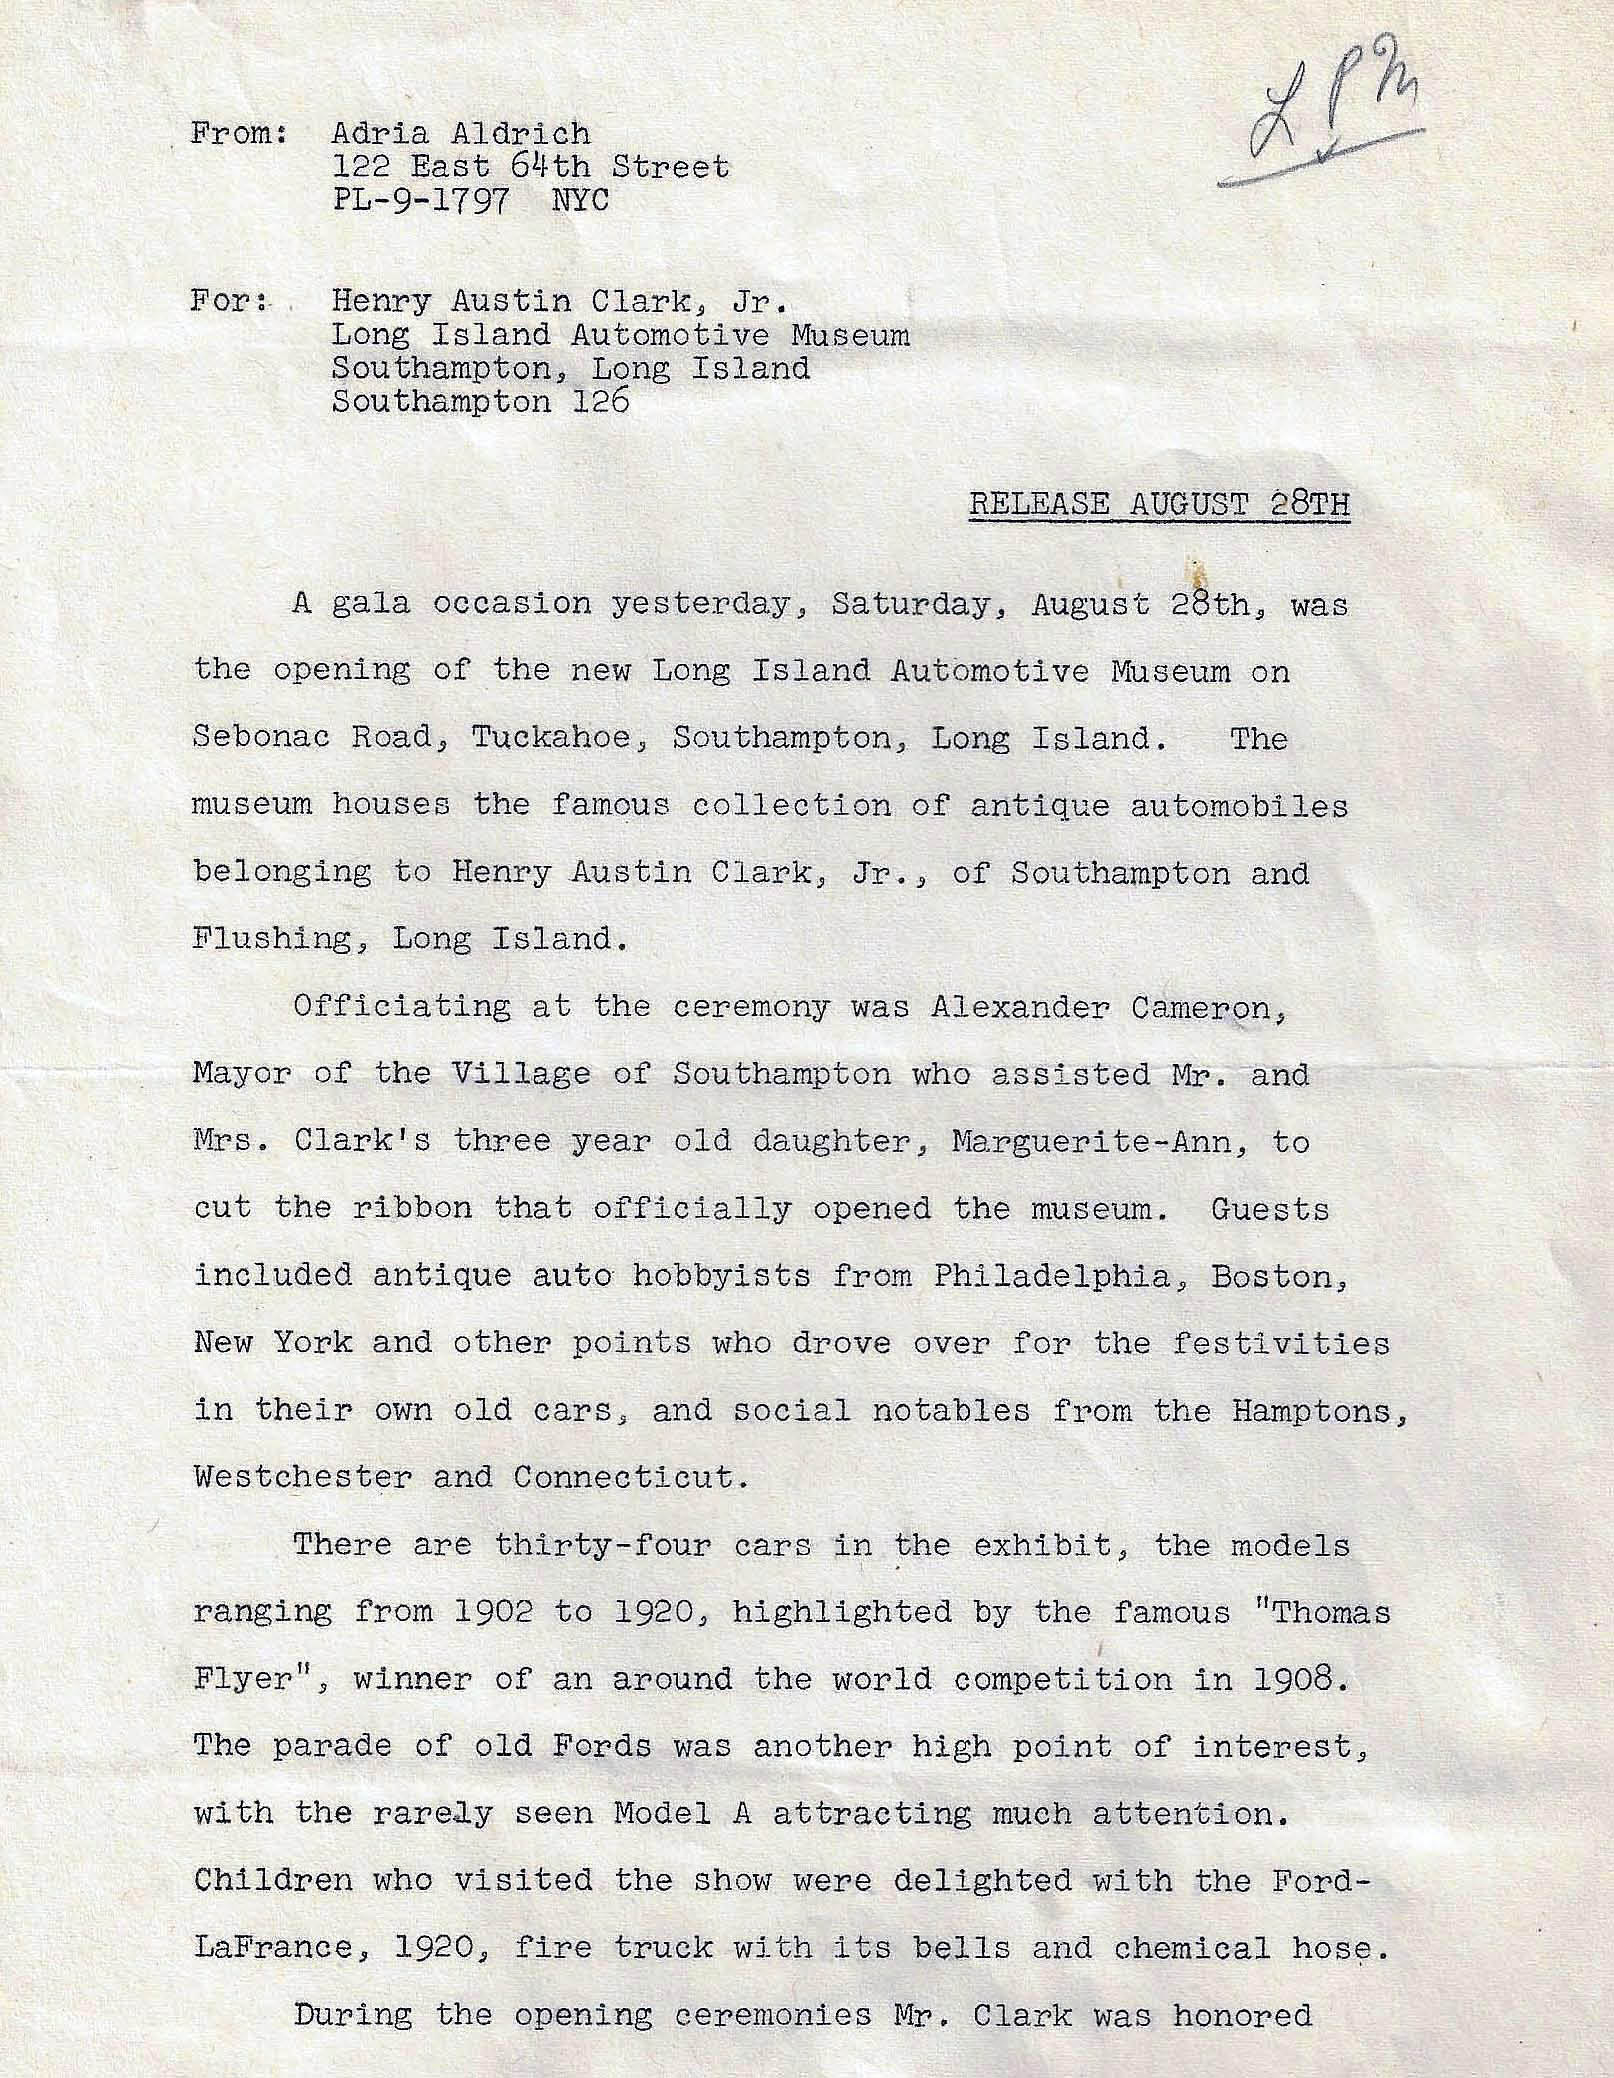 L P M
From: Adria Aldrich
122 East 64th Street
PL-9-1797 NYC
For: Henry Austin Clark, Jr.
Long Island Automotive Museum
Southampton, Long Island
Southampton 126
RELEASE AUGUST 28TH
A gala occasion yesterday, Saturday, August 28th, was
the opening of the new Long Island Automotive Museum on
Sebonac Road, Tuckahoe, Southampton, Long Island. The
museum houses the famous collection of antique automobiles
belonging to Henry Austin Clark, Jr., of Southampton and
Flushing, Long Island.
Officiating at the ceremony was Alexander Cameron,
Mayor of the Village of Southampton who assisted Mr. and
Mrs. Clark's three year old daughter, Marguerite-Ann, to
cut the ribbon that officially opened the museum. Guests
included antique auto hobbyists from Philadelphia, Boston,
New York and other points who drove over for the festivities
in their own old cars, and social notables from the Hamptons,
Westchester and Connecticut.
There are thirty-four cars in the exhibit, the models
ranging from 1902 to 1920, highlighted by the famous "Thomas
Flyer", winner of an around the world competition in 1908.
The parade of old Fords was another high point of interest,
with the rarely seen Model A attracting much attention.
Children who visited the show were delighted with the Ford-
LaFrance, 1920, fire truck with its bells and chemical hose.
During the opening ceremonies Mr. Clark was honored